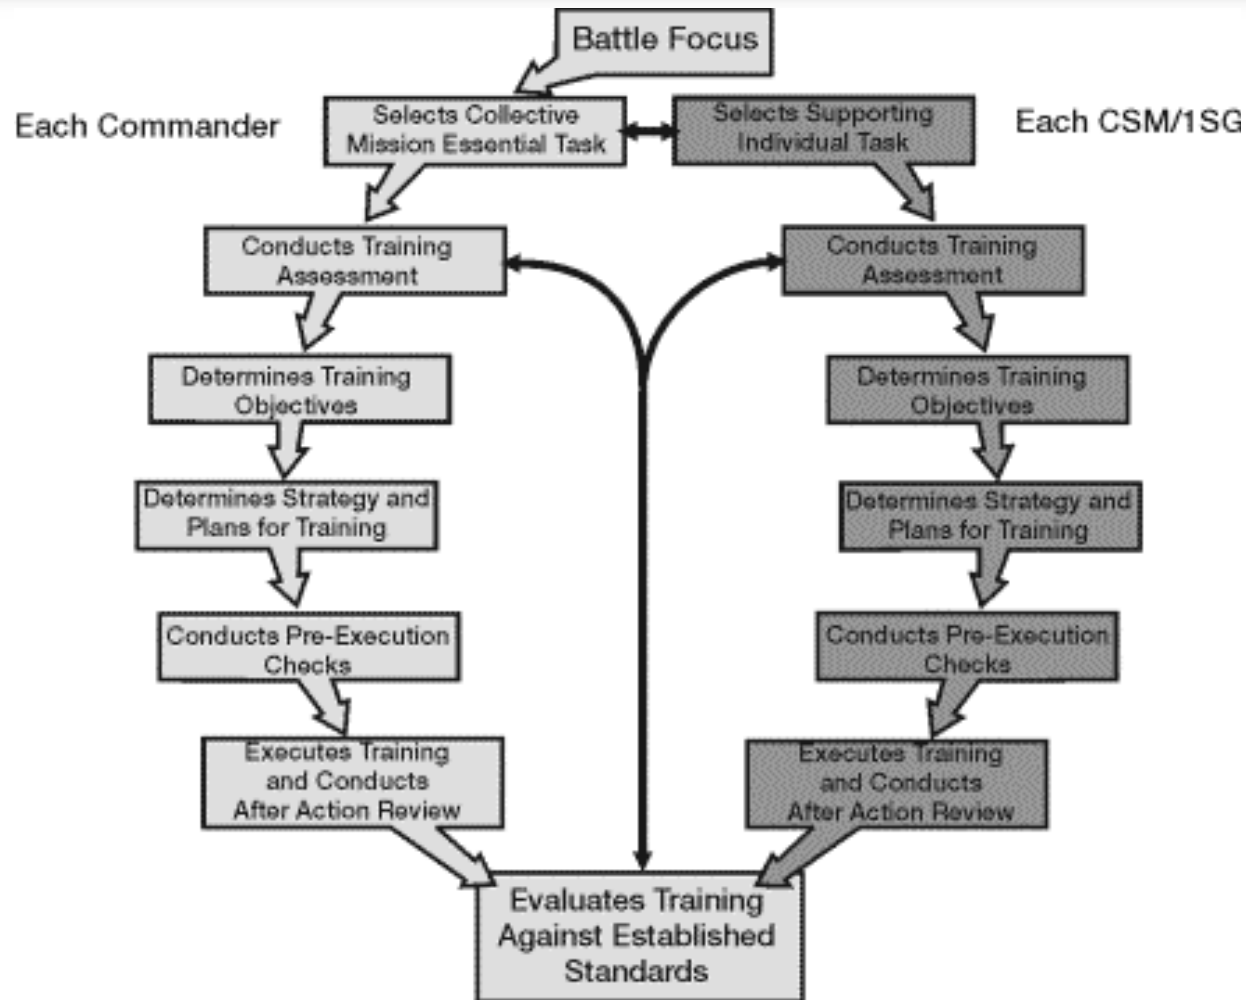 Battle Focus
Each Commander
Selects Collective
Mission Essential Task
Selects Supporting
Individual Task
Each CSM/1SG
Conducts Training
Assessment
Conducts Training
Assessment
Determines Training
Objectives
Determines Training
Objectives
Determines Strategy and
Plans for Training
Determines Strategy and
Plans for Training
Conducts Pre-Execution
Checks
Conducts Pre-Execution
Checks
Executes Training
and Conducts
After Action Review
Executes Training
and Conducts
After Action Review
Evaluates Training
Against Established
Standards